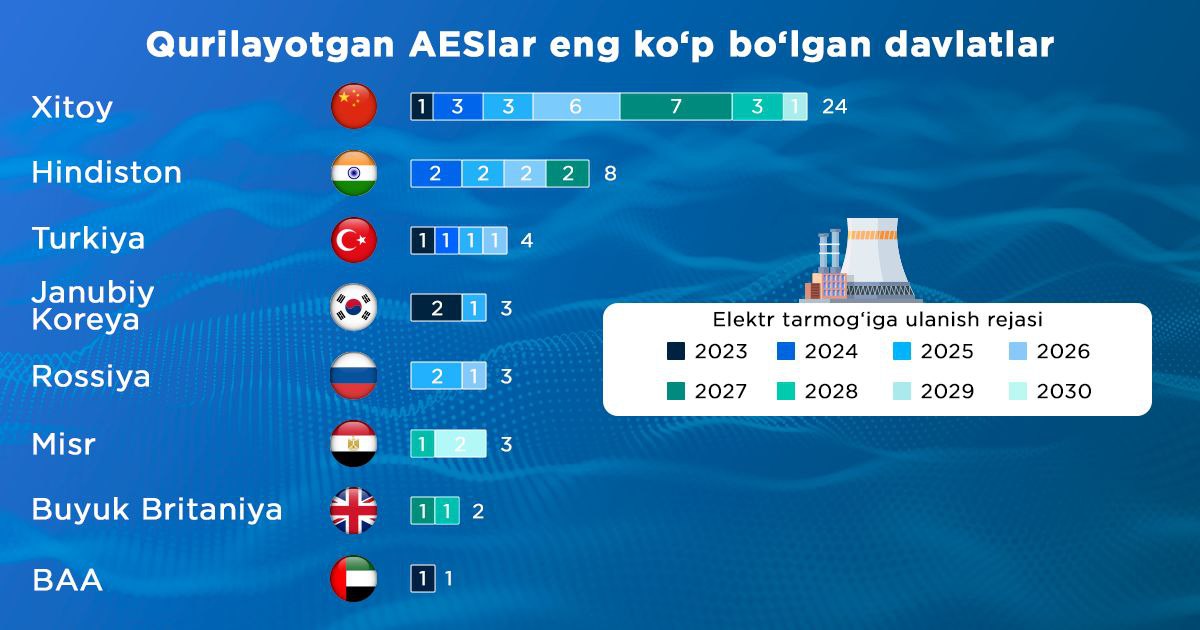 Qurilayotgan AESlar eng ko‘p bo‘lgan davlatlar
Xitoy 1 3 3 6 7 3 1 24
Hindiston 2 2 2 2 8
Turkiya 1 1 1 1 4
Janubiy
Koreya 2 1 3
Rossiya 2 1 3
Misr 1 2 3
Buyuk Britaniya 1 1 2
BAA 1 1
Elektr tarmog‘iga ulanish rejasi
2023 2024 2025 2026
2027 2028 2029 2030